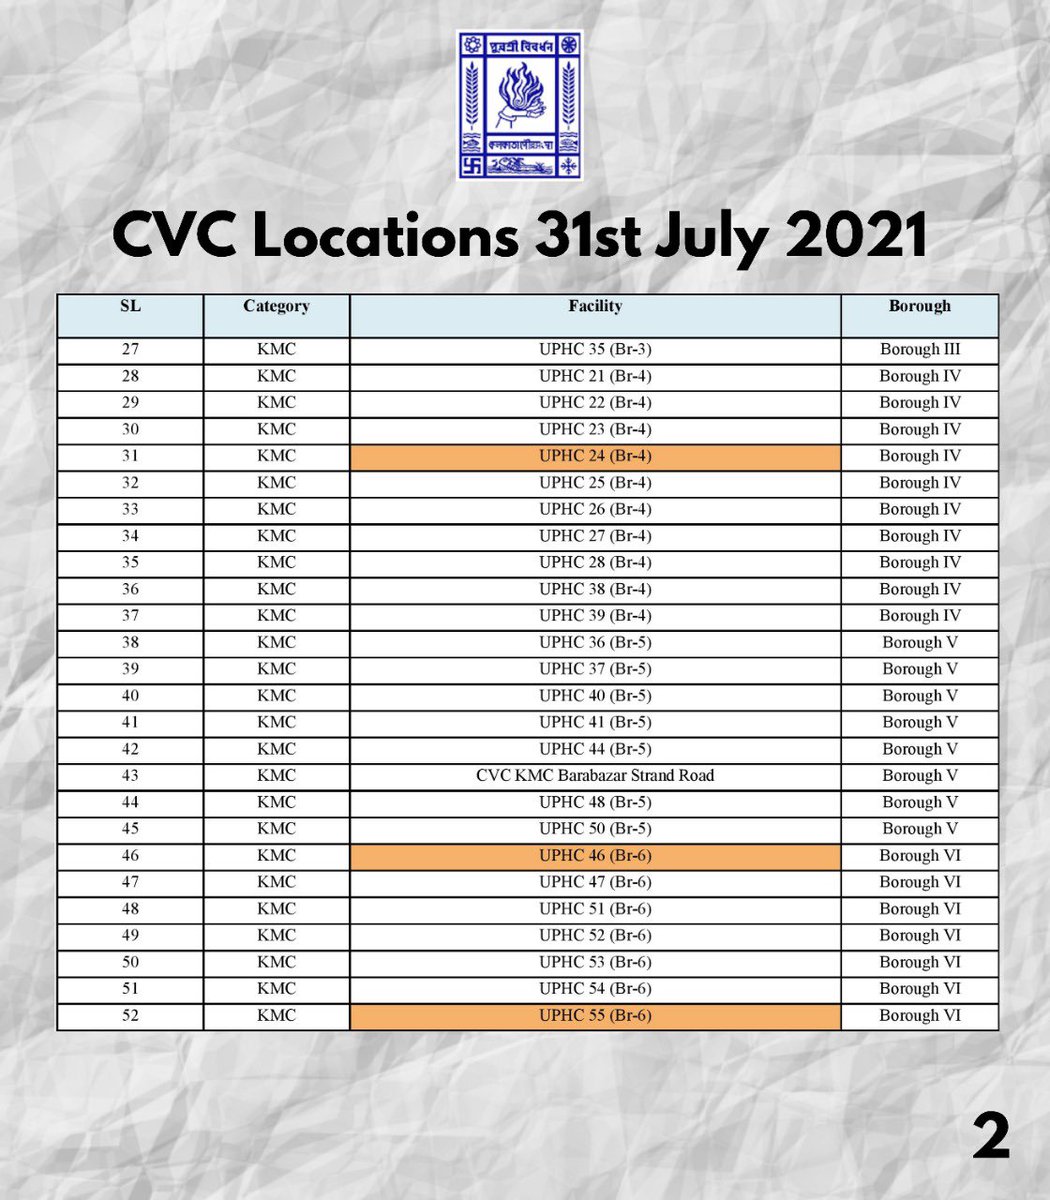 পুরশ্রী বিবর্ধন
CVC Locations 31st July 2021
SL Category Facility Borough
27 KMC UPHC 35 (Br-3) Borough III
28 KMC UPHC 21 (Br-4) Borough IV
29 KMC UPHC 22 (Br-4) Borough IV
30 KMC UPHC 23 (Br-4) Borough IV
31 KMC UPHC 24 (Br-4) Borough IV
32 KMC UPHC 25 (Br-4) Borough IV
33 KMC UPHC 26 (Br-4) Borough IV
34 KMC UPHC 27 (Br-4) Borough IV
35 KMC UPHC 28 (Br-4) Borough IV
36 KMC UPHC 38 (Br-4) Borough IV
37 KMC UPHC 39 (Br-4) Borough IV
38 KMC UPHC 36 (Br-5) Borough V
39 KMC UPHC 37 (Br-5) Borough V
40 KMC UPHC 40 (Br-5) Borough V
41 KMC UPHC 41 (Br-5) Borough V
42 KMC UPHC 44 (Br-5) Borough V
43 KMC CVC KMC Barabazar Strand Road Borough V
44 KMC UPHC 48 (Br-5) Borough V
45 KMC UPHC 50 (Br-5) Borough V
46 KMC UPHC 46 (Br-6) Borough VI
47 KMC UPHC 47 (Br-6) Borough VI
48 KMC UPHC 51 (Br-6) Borough VI
49 KMC UPHC 52 (Br-6) Borough VI
50 KMC UPHC 53 (Br-6) Borough VI
51 KMC UPHC 54 (Br-6) Borough VI
52 KMC UPHC 55 (Br-6) Borough VI
2